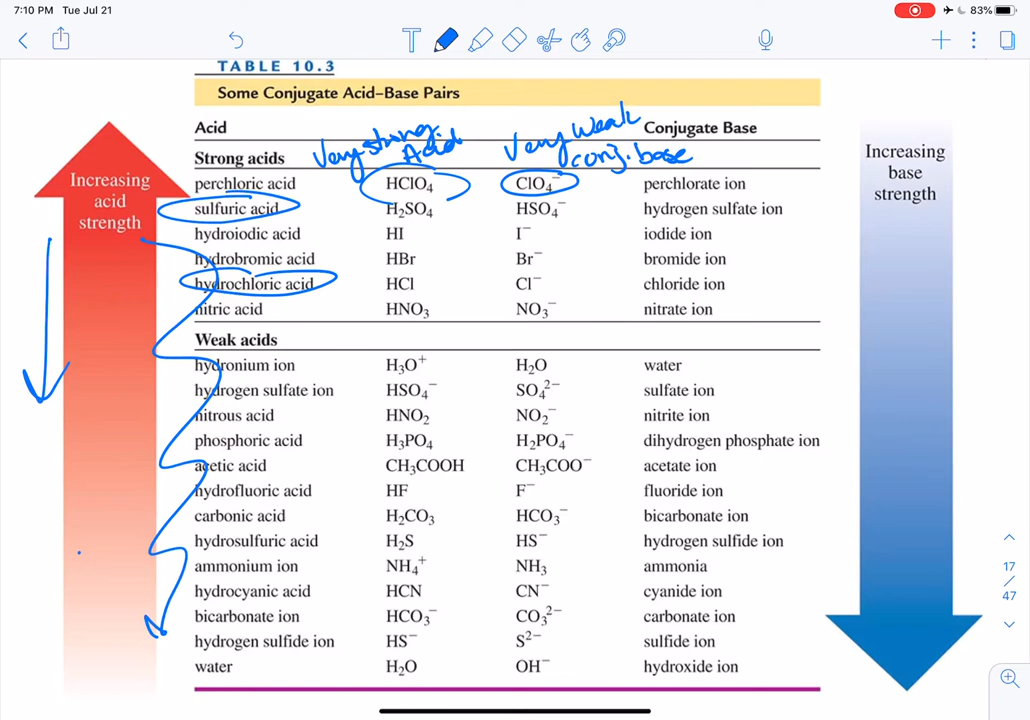 7:10 PM Tue Jul 21 83%
T
TABLE 10.3
Some Conjugate Acid–Base Pairs
Acid Conjugate Base
Very strong Acid
Very weak conj. base
Strong acids
perchloric acid HClO₄ ClO₄⁻ perchlorate ion
sulfuric acid H₂SO₄ HSO₄⁻ hydrogen sulfate ion
hydroiodic acid HI I⁻ iodide ion
hydrobromic acid HBr Br⁻ bromide ion
hydrochloric acid HCl Cl⁻ chloride ion
nitric acid HNO₃ NO₃⁻ nitrate ion
Weak acids
hydronium ion H₃O⁺ H₂O water
hydrogen sulfate ion HSO₄⁻ SO₄²⁻ sulfate ion
nitrous acid HNO₂ NO₂⁻ nitrite ion
phosphoric acid H₃PO₄ H₂PO₄⁻ dihydrogen phosphate ion
acetic acid CH₃COOH CH₃COO⁻ acetate ion
hydrofluoric acid HF F⁻ fluoride ion
carbonic acid H₂CO₃ HCO₃⁻ bicarbonate ion
hydrosulfuric acid H₂S HS⁻ hydrogen sulfide ion
ammonium ion NH₄⁺ NH₃ ammonia
hydrocyanic acid HCN CN⁻ cyanide ion
bicarbonate ion HCO₃⁻ CO₃²⁻ carbonate ion
hydrogen sulfide ion HS⁻ S²⁻ sulfide ion
water H₂O OH⁻ hydroxide ion
Increasing
acid
strength
Increasing
base
strength
17
/
47